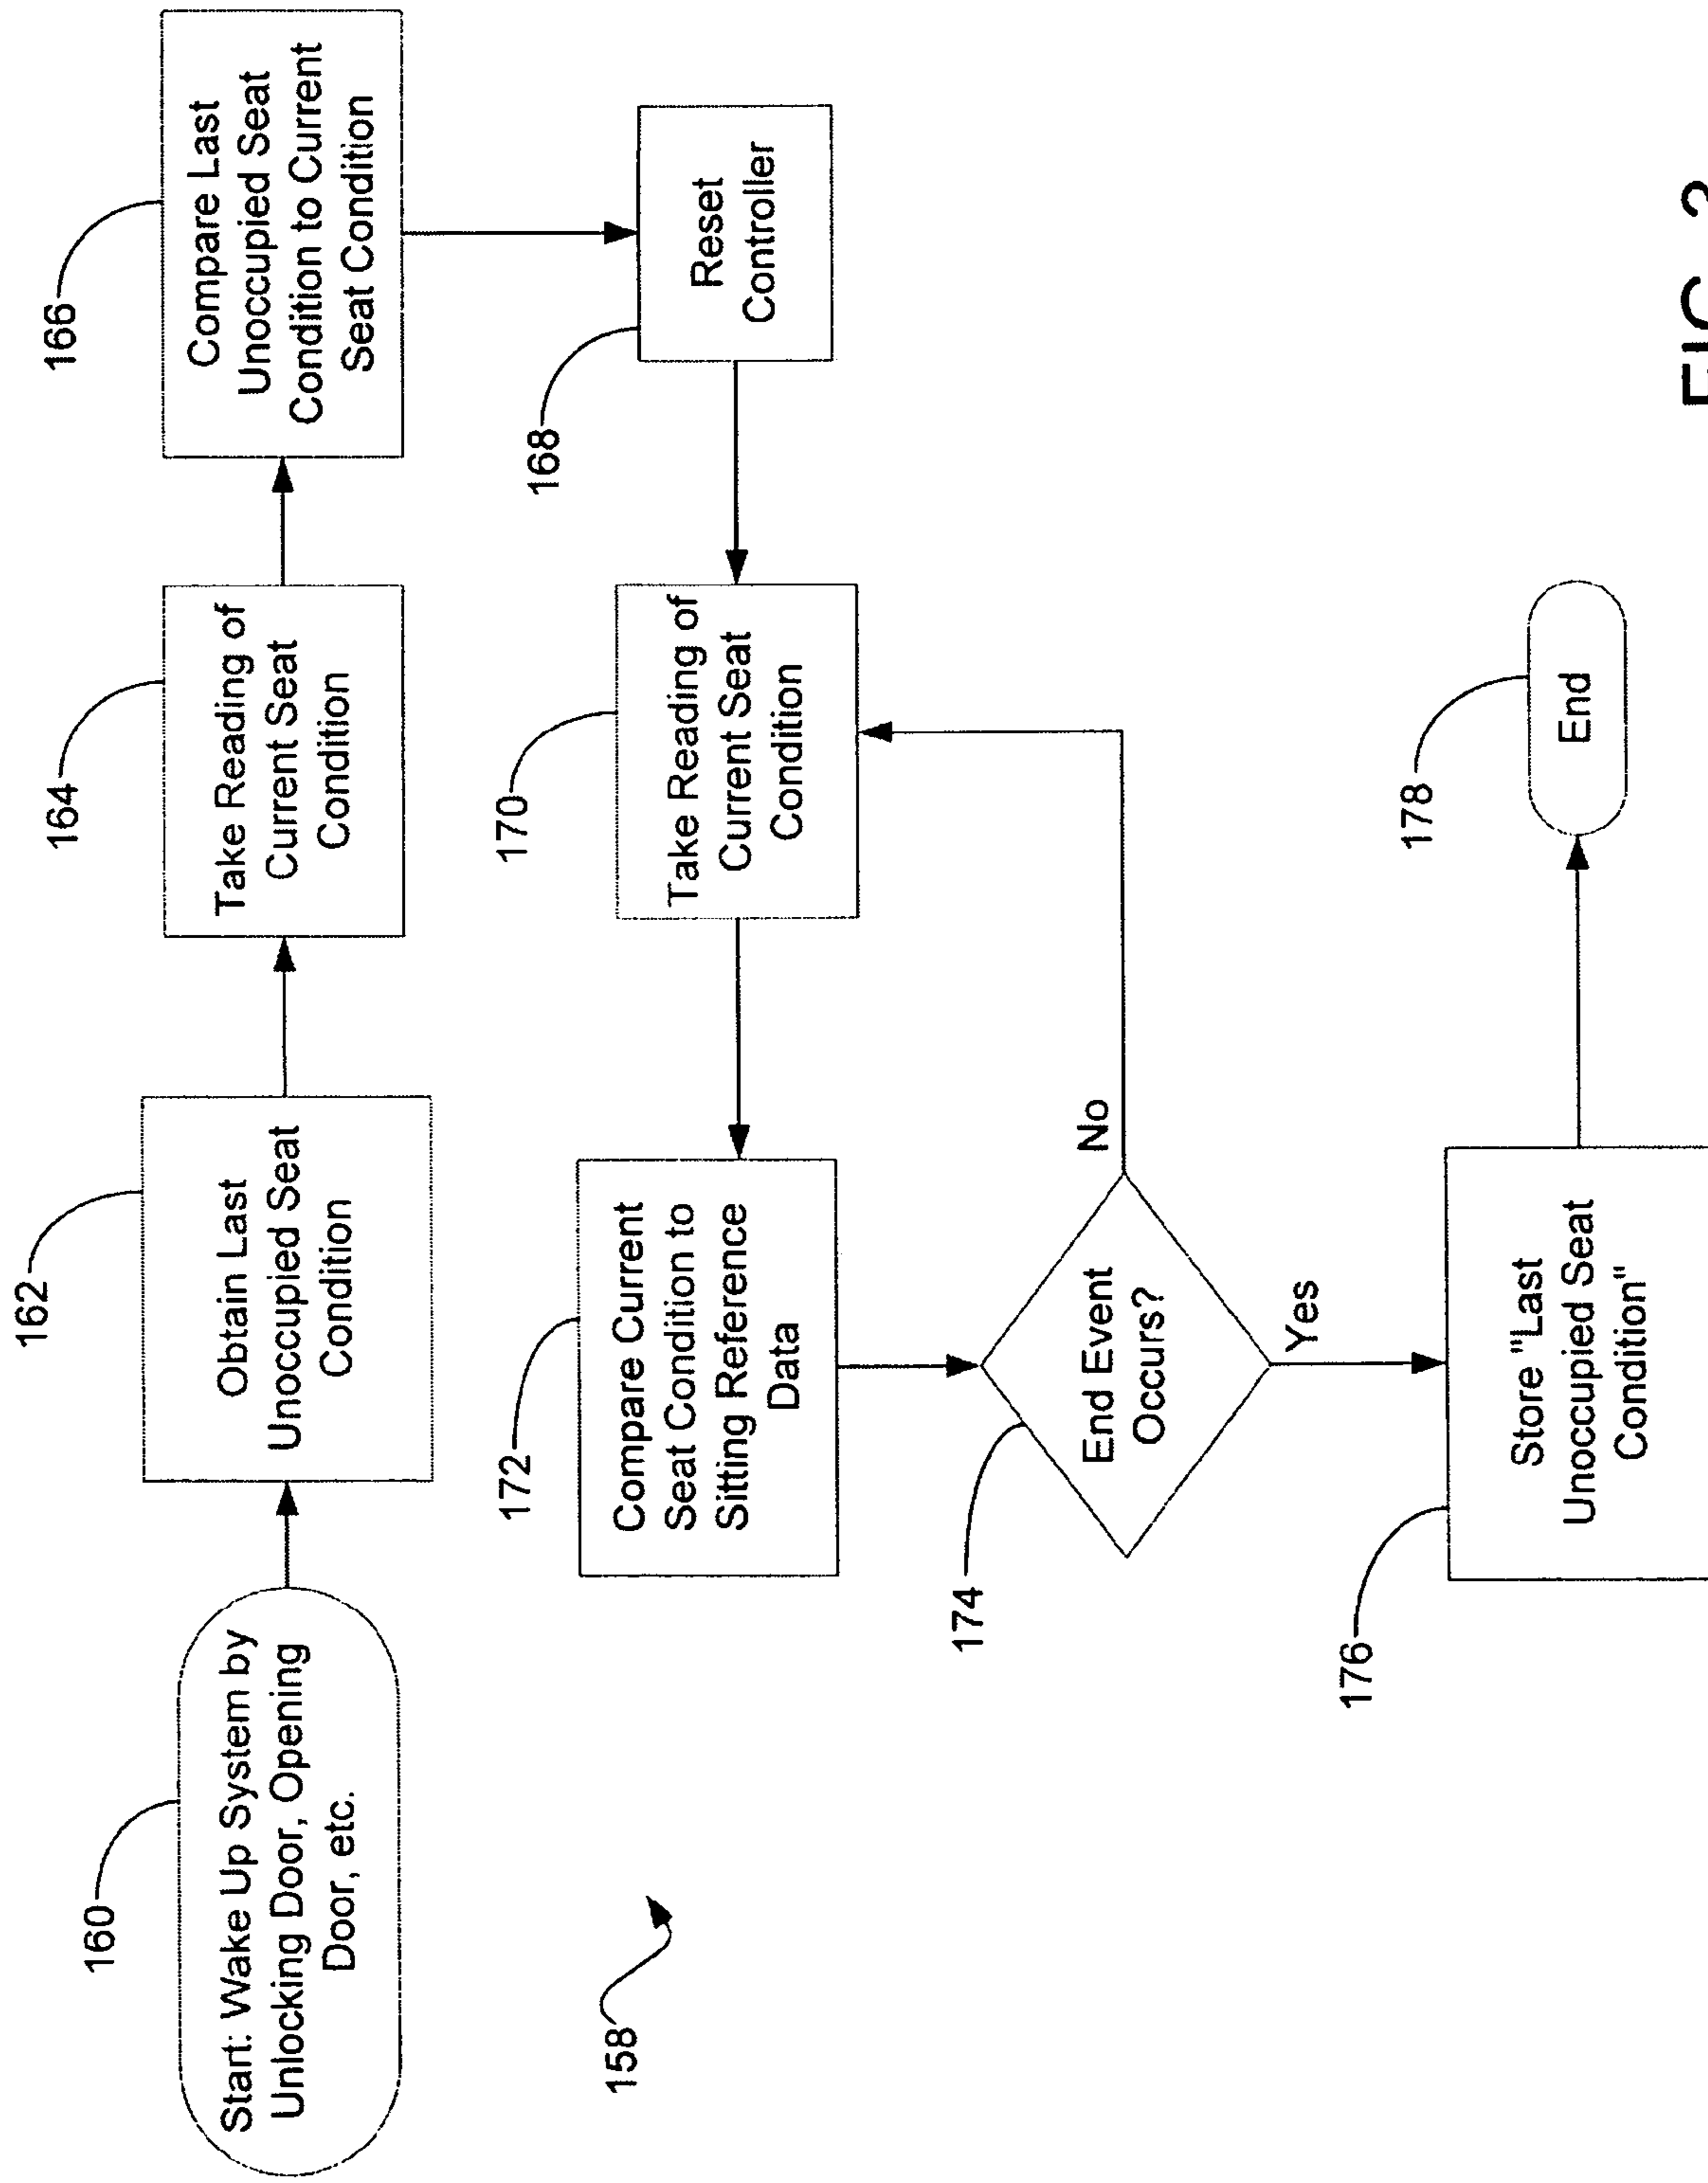 160
Start: Wake Up System by
Unlocking Door, Opening
Door, etc.
162
Obtain Last
Unoccupied Seat
Condition
164
Take Reading of
Current Seat
Condition
166
Compare Last
Unoccupied Seat
Condition to Current
Seat Condition
168
Reset
Controller
170
Take Reading of
Current Seat
Condition
172
Compare Current
Seat Condition to
Sitting Reference
Data
158
174
End Event
Occurs?
No
Yes
176
Store "Last
Unoccupied Seat
Condition"
178
End